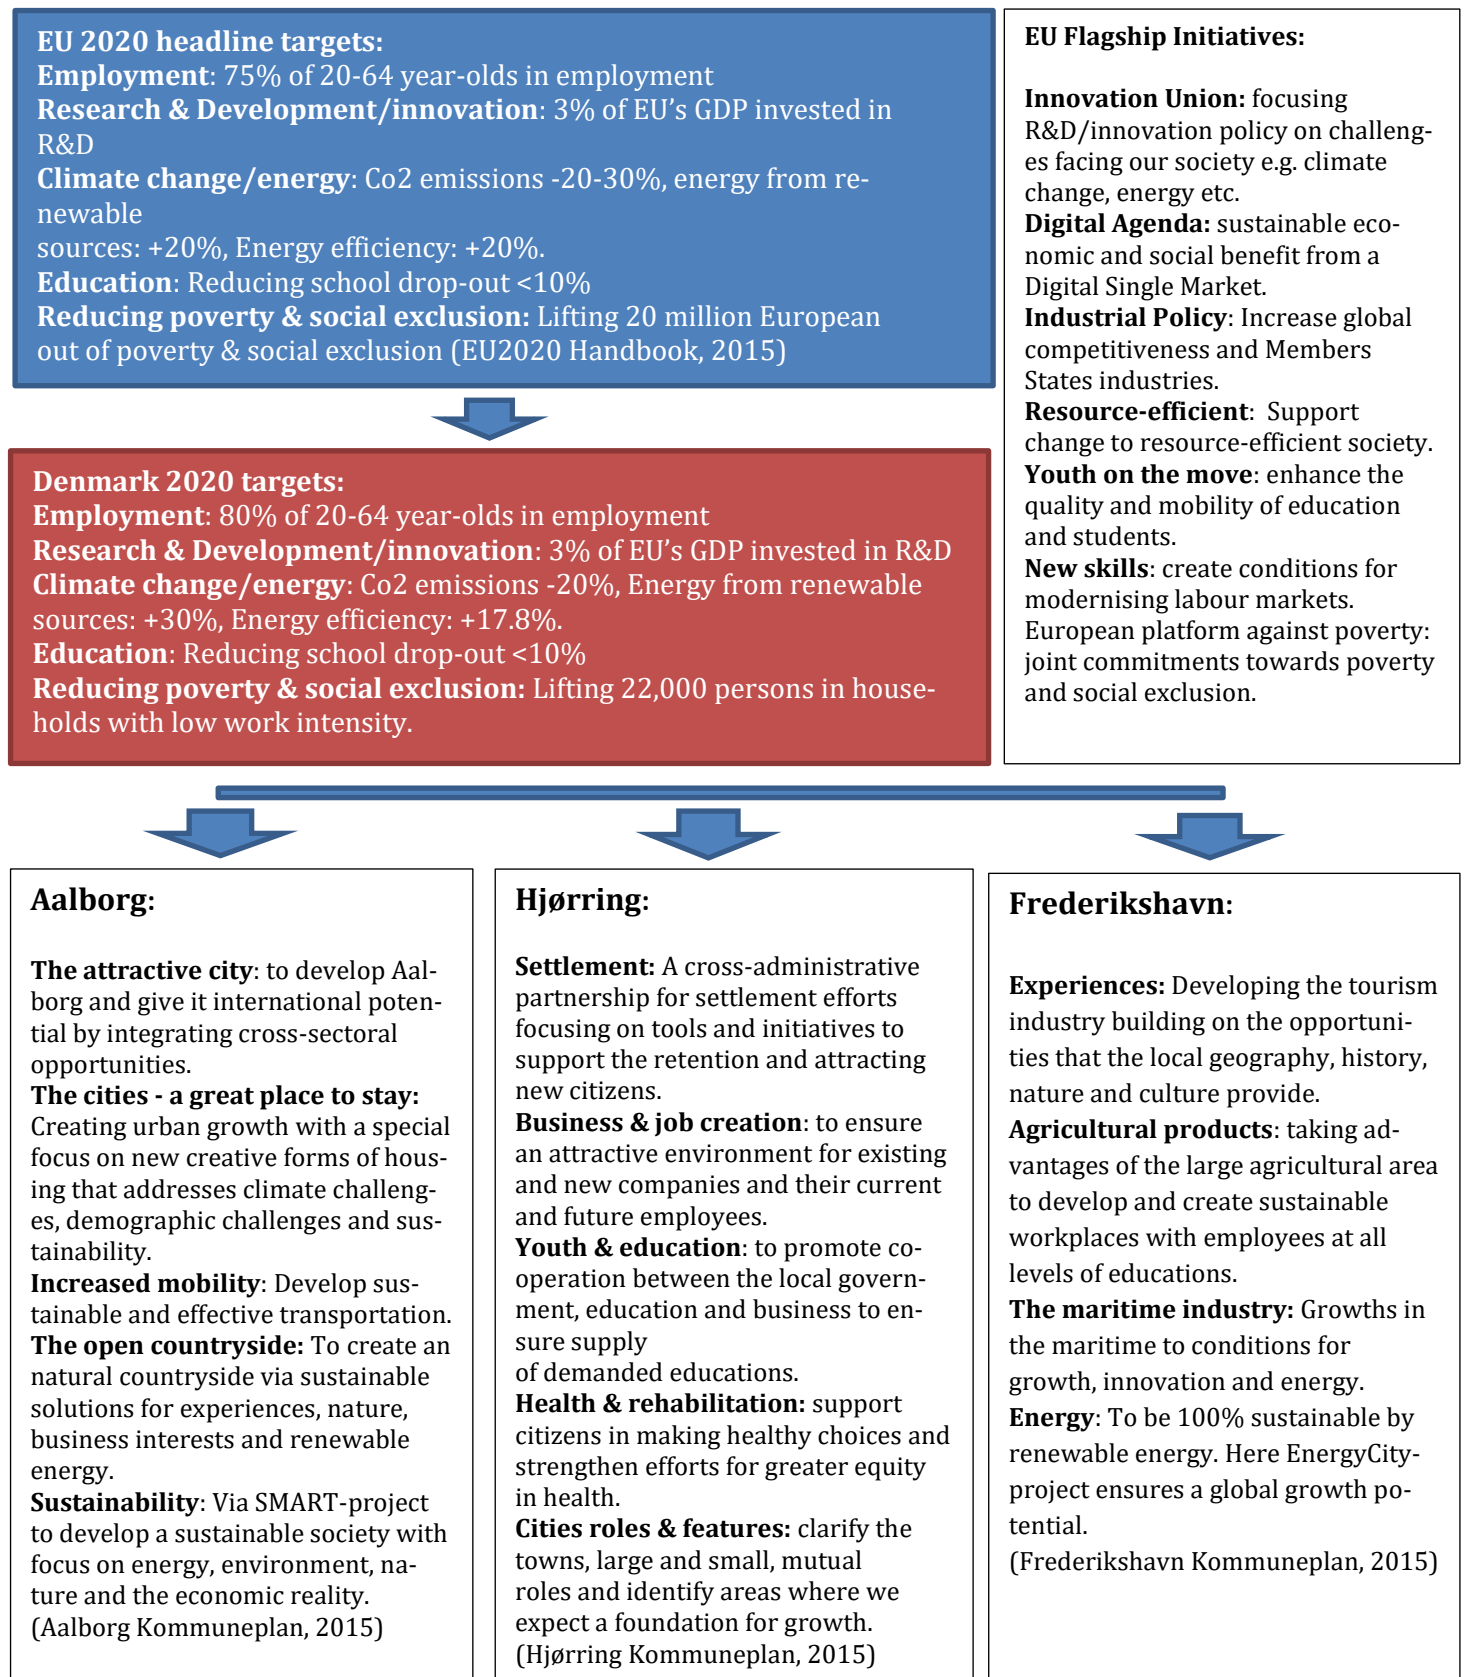 EU 2020 headline targets:
Employment: 75% of 20-64 year-olds in employment
Research & Development/innovation: 3% of EU's GDP invested in
R&D
Climate change/energy: Co2 emissions -20-30%, energy from re-
newable
sources: +20%, Energy efficiency: +20%.
Education: Reducing school drop-out <10%
Reducing poverty & social exclusion: Lifting 20 million European
out of poverty & social exclusion (EU2020 Handbook, 2015)
EU Flagship Initiatives:
Innovation Union: focusing
R&D/innovation policy on challeng-
es facing our society e.g. climate
change, energy etc.
Digital Agenda: sustainable eco-
nomic and social benefit from a
Digital Single Market.
Industrial Policy: Increase global
competitiveness and Members
States industries.
Resource-efficient:  Support
change to resource-efficient society.
Youth on the move: enhance the
quality and mobility of education
and students.
New skills: create conditions for
modernising labour markets.
European platform against poverty:
joint commitments towards poverty
and social exclusion.
Denmark 2020 targets:
Employment: 80% of 20-64 year-olds in employment
Research & Development/innovation: 3% of EU's GDP invested in R&D
Climate change/energy: Co2 emissions -20%, Energy from renewable
sources: +30%, Energy efficiency: +17.8%.
Education: Reducing school drop-out <10%
Reducing poverty & social exclusion: Lifting 22,000 persons in house-
holds with low work intensity.
Aalborg:
The attractive city: to develop Aal-
borg and give it international poten-
tial by integrating cross-sectoral
opportunities.
The cities - a great place to stay:
Creating urban growth with a special
focus on new creative forms of hous-
ing that addresses climate challeng-
es, demographic challenges and sus-
tainability.
Increased mobility: Develop sus-
tainable and effective transportation.
The open countryside: To create an
natural countryside via sustainable
solutions for experiences, nature,
business interests and renewable
energy.
Sustainability: Via SMART-project
to develop a sustainable society with
focus on energy, environment, na-
ture and the economic reality.
(Aalborg Kommuneplan, 2015)
Hjørring:
Settlement: A cross-administrative
partnership for settlement efforts
focusing on tools and initiatives to
support the retention and attracting
new citizens.
Business & job creation: to ensure
an attractive environment for existing
and new companies and their current
and future employees.
Youth & education: to promote co-
operation between the local govern-
ment, education and business to en-
sure supply
of demanded educations.
Health & rehabilitation: support
citizens in making healthy choices and
strengthen efforts for greater equity
in health.
Cities roles & features: clarify the
towns, large and small, mutual
roles and identify areas where we
expect a foundation for growth.
(Hjørring Kommuneplan, 2015)
Frederikshavn:
Experiences: Developing the tourism
industry building on the opportuni-
ties that the local geography, history,
nature and culture provide.
Agricultural products: taking ad-
vantages of the large agricultural area
to develop and create sustainable
workplaces with employees at all
levels of educations.
The maritime industry: Growths in
the maritime to conditions for
growth, innovation and energy.
Energy: To be 100% sustainable by
renewable energy. Here EnergyCity-
project ensures a global growth po-
tential.
(Frederikshavn Kommuneplan, 2015)